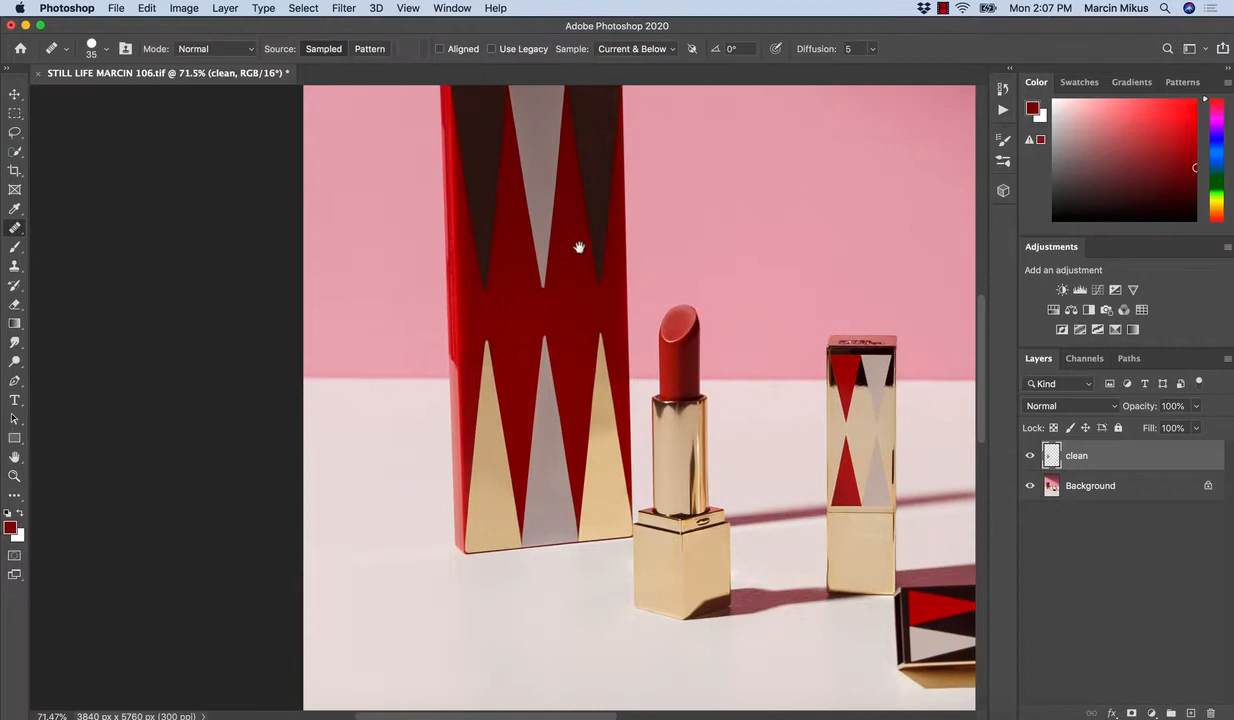 Photoshop File Edit Image Layer Type Select Filter 3D View Window Help Mon 2:07 PM Marcin Mikus
Adobe Photoshop 2020
35 Mode: Normal Source: Sampled Pattern Aligned Use Legacy Sample: Current & Below 0° Diffusion: 5
× STILL LIFE MARCIN 106.tif @ 71.5% (clean, RGB/16*) *
Color Swatches Gradients Patterns
Adjustments
Add an adjustment
Layers Channels Paths
Kind
Normal Opacity: 100%
Lock: Fill: 100%
clean
Background
71.47% 3840 px x 5760 px (300 ppi)